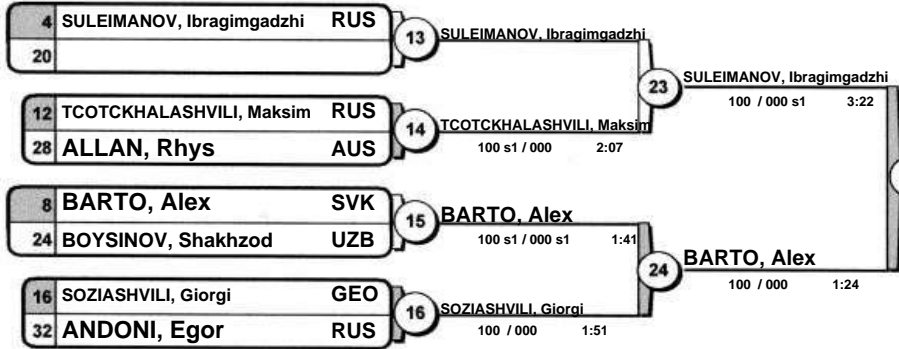 4 SULEIMANOV, Ibragimgadzhi RUS
20
13
SULEIMANOV, Ibragimgadzhi
12 TCOTCKHALASHVILI, Maksim RUS
28 ALLAN, Rhys AUS
14
TCOTCKHALASHVILI, Maksim
100 s1 / 000 2:07
23
SULEIMANOV, Ibragimgadzhi
100 / 000 s1 3:22
8 BARTO, Alex SVK
24 BOYSINOV, Shakhzod UZB
15
BARTO, Alex
100 s1 / 000 s1 1:41
16 SOZIASHVILI, Giorgi GEO
32 ANDONI, Egor RUS
16
SOZIASHVILI, Giorgi
100 / 000 1:51
24
BARTO, Alex
100 / 000 1:24